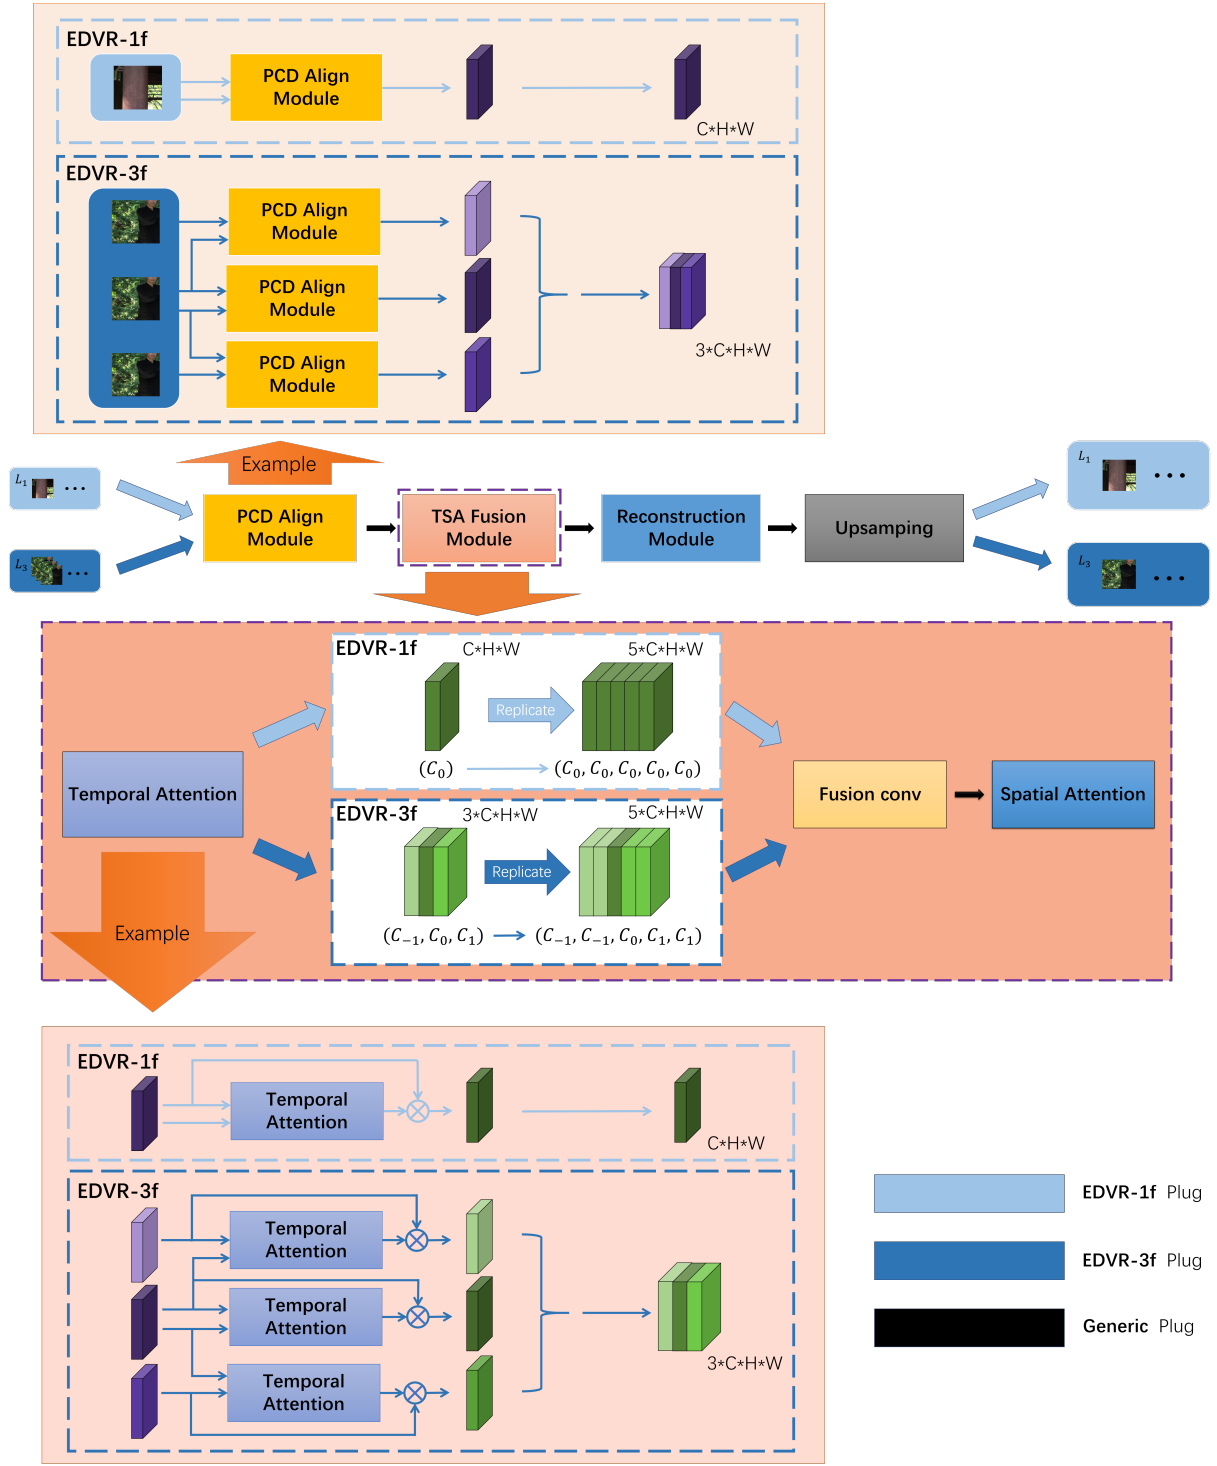 EDVR-1f
PCD Align
Module
C*H*W
EDVR-3f
PCD Align
Module
PCD Align
Module
PCD Align
Module
3*C*H*W
Example
L₁ ...
L₃ ...
PCD Align
Module
TSA Fusion
Module
Reconstruction
Module
Upsamping
L₁ ...
L₃ ...
EDVR-1f
C*H*W
5*C*H*W
Replicate
(C₀)
(C₀, C₀, C₀, C₀, C₀)
Temporal Attention
EDVR-3f
3*C*H*W
5*C*H*W
Replicate
(C₋₁, C₀, C₁)
(C₋₁, C₋₁, C₀, C₁, C₁)
Fusion conv
Spatial Attention
Example
EDVR-1f
Temporal
Attention
C*H*W
EDVR-3f
Temporal
Attention
Temporal
Attention
Temporal
Attention
3*C*H*W
EDVR-1f Plug
EDVR-3f Plug
Generic Plug